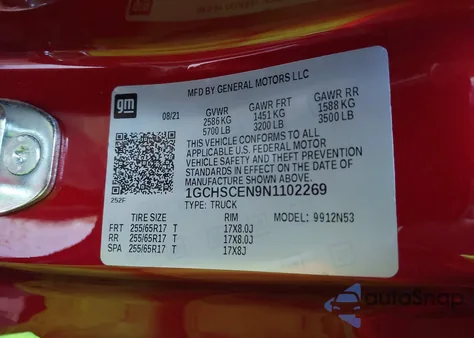 MFD BY GENERAL MOTORS LLC
gm
08/21 GVWR GAWR FRT GAWR RR
2586 KG 1451 KG 1588 KG
5700 LB 3200 LB 3500 LB
THIS VEHICLE CONFORMS TO ALL
APPLICABLE U.S. FEDERAL MOTOR
VEHICLE SAFETY AND THEFT PREVENTION
STANDARDS IN EFFECT ON THE DATE OF
MANUFACTURE SHOWN ABOVE.
1GCHSCEN9N1102269
252F
TYPE: TRUCK MODEL: 9912N53
TIRE SIZE RIM
FRT 255/65R17 T 17X8.0J
RR 255/65R17 T 17X8.0J
SPA 255/65R17 T 17X8J
autoSnap